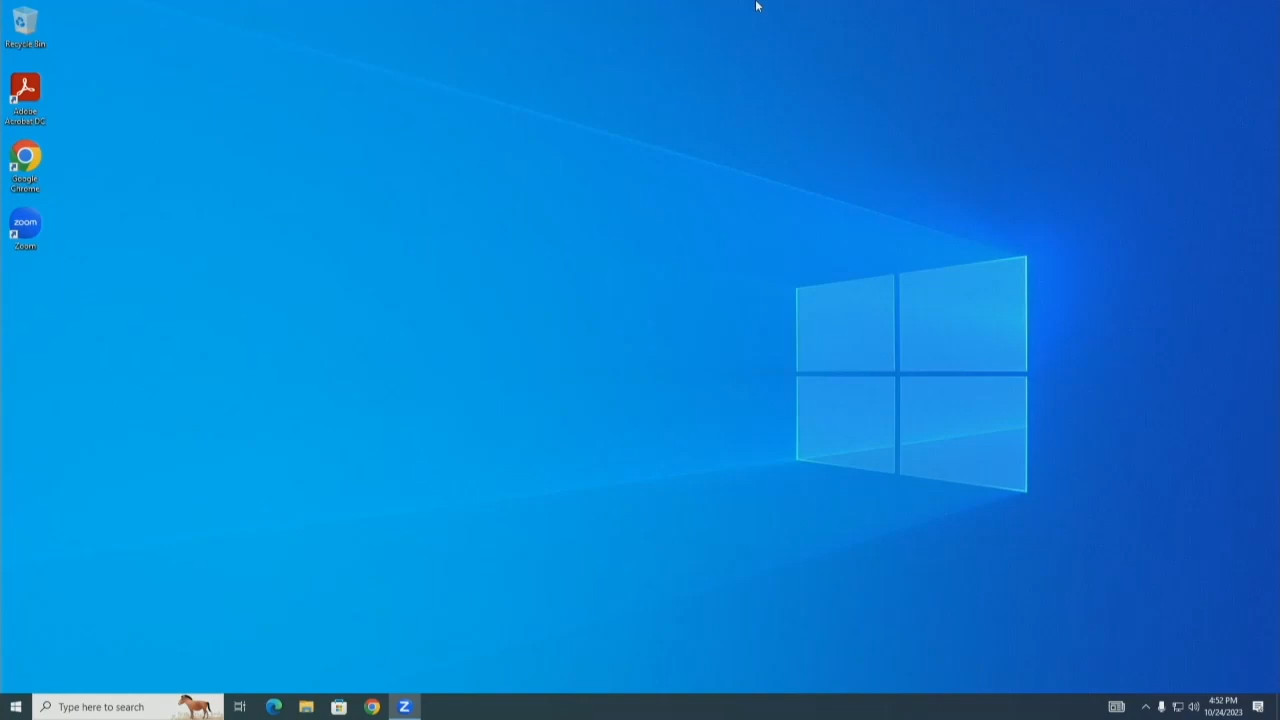 Recycle Bin
Adobe
Acrobat DC
Google
Chrome
zoom
Zoom
Type here to search
Z
4:52 PM
10/24/2023